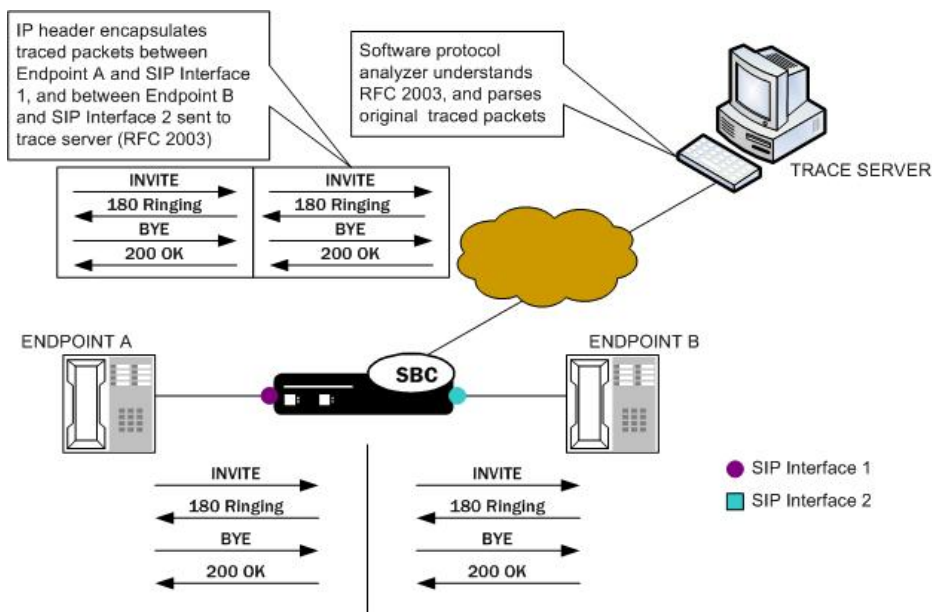 IP header encapsulates
traced packets between
Endpoint A and SIP Interface
1, and between Endpoint B
and SIP Interface 2 sent to
trace server (RFC 2003)
Software protocol
analyzer understands
RFC 2003, and parses
original traced packets
TRACE SERVER
INVITE
180 Ringing
BYE
200 OK
INVITE
180 Ringing
BYE
200 OK
ENDPOINT A
SBC
ENDPOINT B
INVITE
180 Ringing
BYE
200 OK
INVITE
180 Ringing
BYE
200 OK
SIP Interface 1
SIP Interface 2